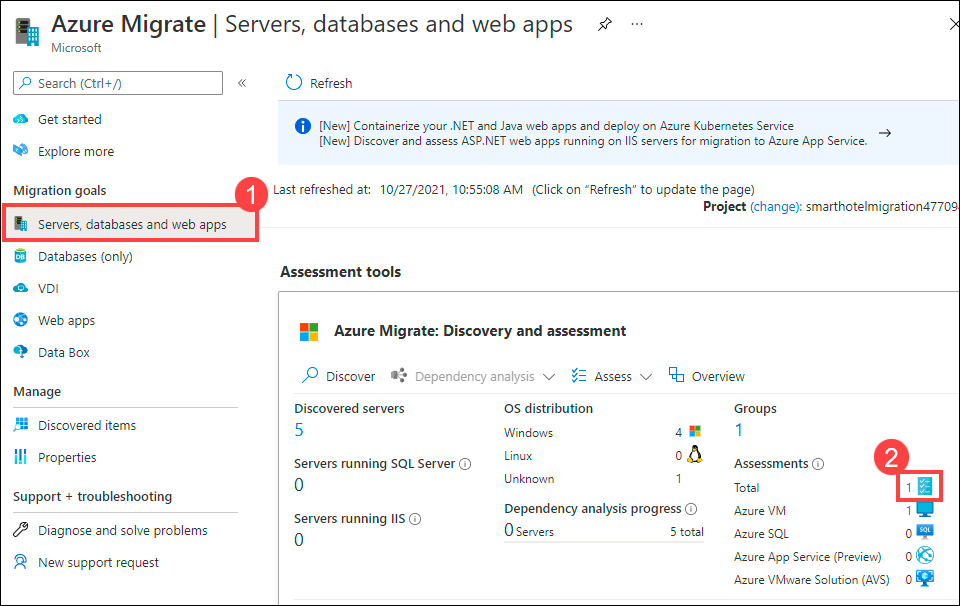 Azure Migrate | Servers, databases and web apps
Microsoft
Search (Ctrl+/)
Get started
Explore more
Migration goals
1
Servers, databases and web apps
Databases (only)
VDI
Web apps
Data Box
Manage
Discovered items
Properties
Support + troubleshooting
Diagnose and solve problems
New support request
Refresh
[New] Containerize your .NET and Java web apps and deploy on Azure Kubernetes Service
[New] Discover and assess ASP.NET web apps running on IIS servers for migration to Azure App Service.
Last refreshed at: 10/27/2021, 10:55:08 AM (Click on “Refresh” to update the page)
Project (change): smarthotelmigration47709
Assessment tools
Azure Migrate: Discovery and assessment
Discover Dependency analysis Assess Overview
Discovered servers
5
Servers running SQL Server
0
Servers running IIS
0
OS distribution
Windows 4
Linux 0
Unknown 1
Dependency analysis progress
0 Servers 5 total
Groups
1
2
Assessments
Total 1
Azure VM 1
Azure SQL 0 SQL
Azure App Service (Preview) 0
Azure VMware Solution (AVS) 0